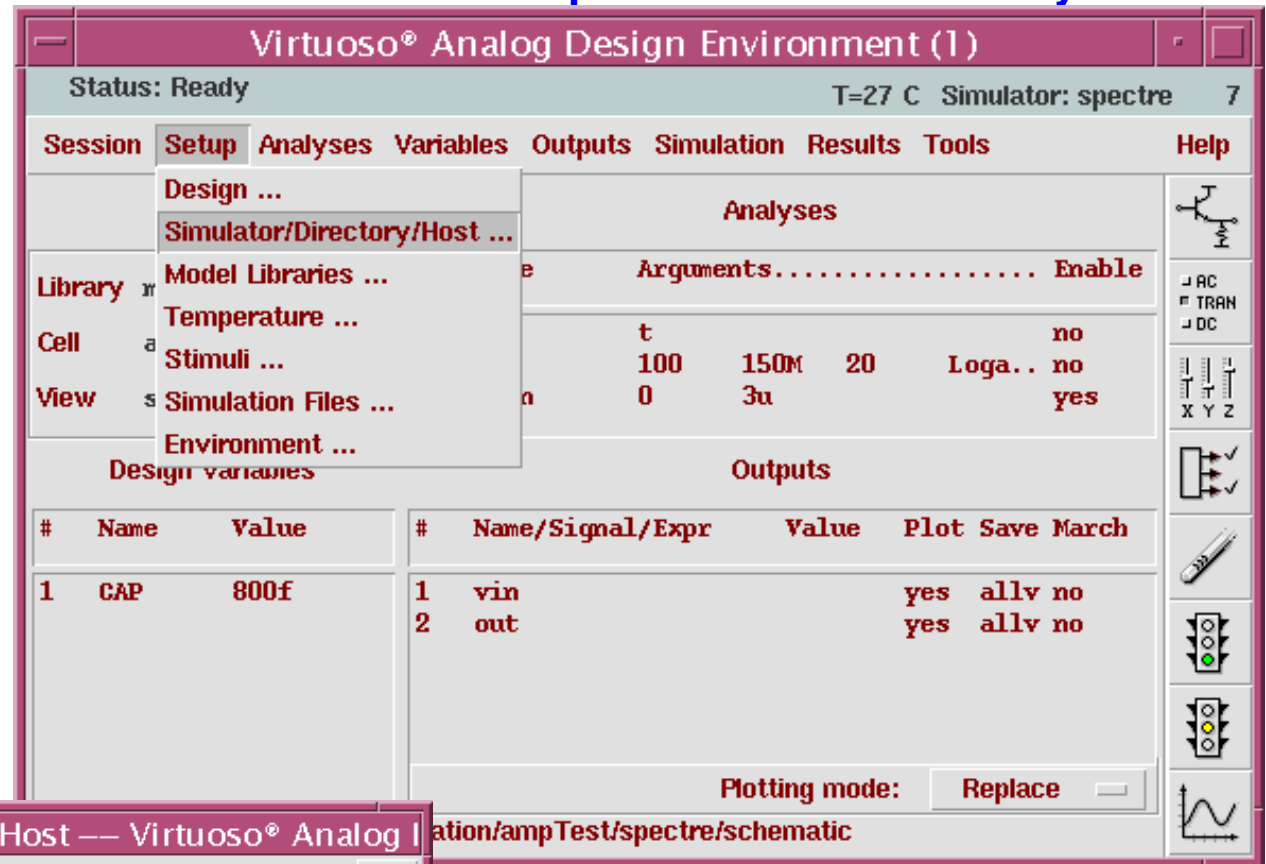 Virtuoso® Analog Design Environment (1)
Status: Ready T=27 C Simulator: spectre 7
Session Setup Analyses Variables Outputs Simulation Results Tools Help
Design ...
Simulator/Directory/Host ...
Model Libraries ...
Temperature ...
Stimuli ...
Simulation Files ...
Environment ...
Analyses
Library
Cell
View
Arguments................... Enable
t no
100 150M 20 Loga.. no
0 3u yes
Design Variables
Outputs
# Name Value
# Name/Signal/Expr Value Plot Save March
1 CAP 800f
1 vin yes allv no
2 out yes allv no
Plotting mode: Replace
ation/ampTest/spectre/schematic
Host -- Virtuoso® Analog
AC
TRAN
DC
X Y Z